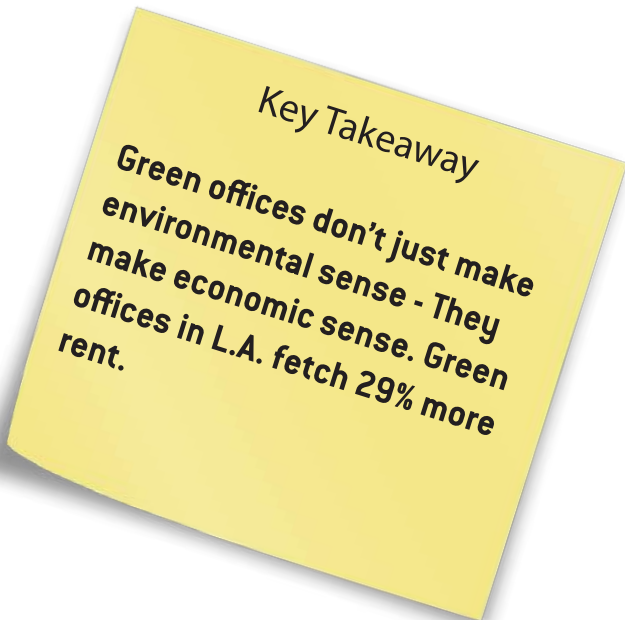 Key Takeaway
Green offices don't just make
environmental sense - They
make economic sense. Green
offices in L.A. fetch 29% more
rent.